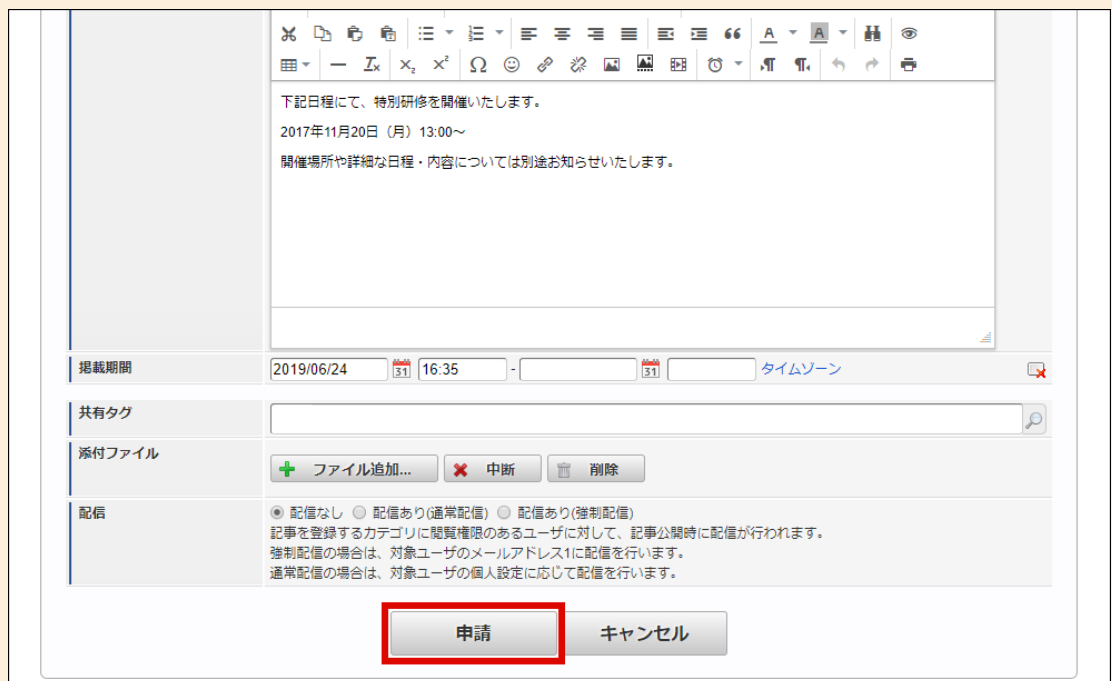 下記日程にて、特別研修を開催いたします。
2017年11月20日（月）13:00～
開催場所や詳細な日程・内容については別途お知らせいたします。
掲載期間 2019/06/24 31 16:35 - 31 タイムゾーン
共有タグ
添付ファイル
ファイル追加... 中断 削除
配信
配信なし 配信あり(通常配信) 配信あり(強制配信)
記事を登録するカテゴリに閲覧権限のあるユーザに対して、記事公開時に配信が行われます。
強制配信の場合は、対象ユーザのメールアドレス1に配信を行います。
通常配信の場合は、対象ユーザの個人設定に応じて配信を行います。
申請 キャンセル